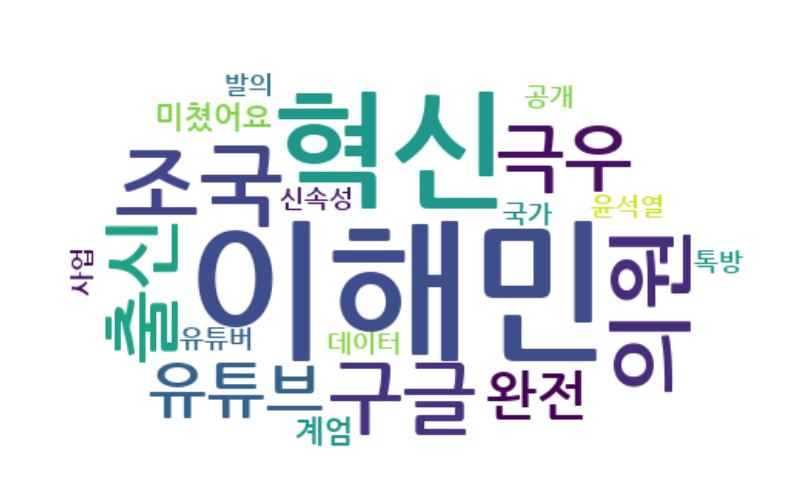 발의
공개
미쳤어요
혁신
극우
조국
신속성
국가
윤석열
출신
이해민
의원
톡방
사업
유튜버
데이터
유튜브
구글
완전
계엄